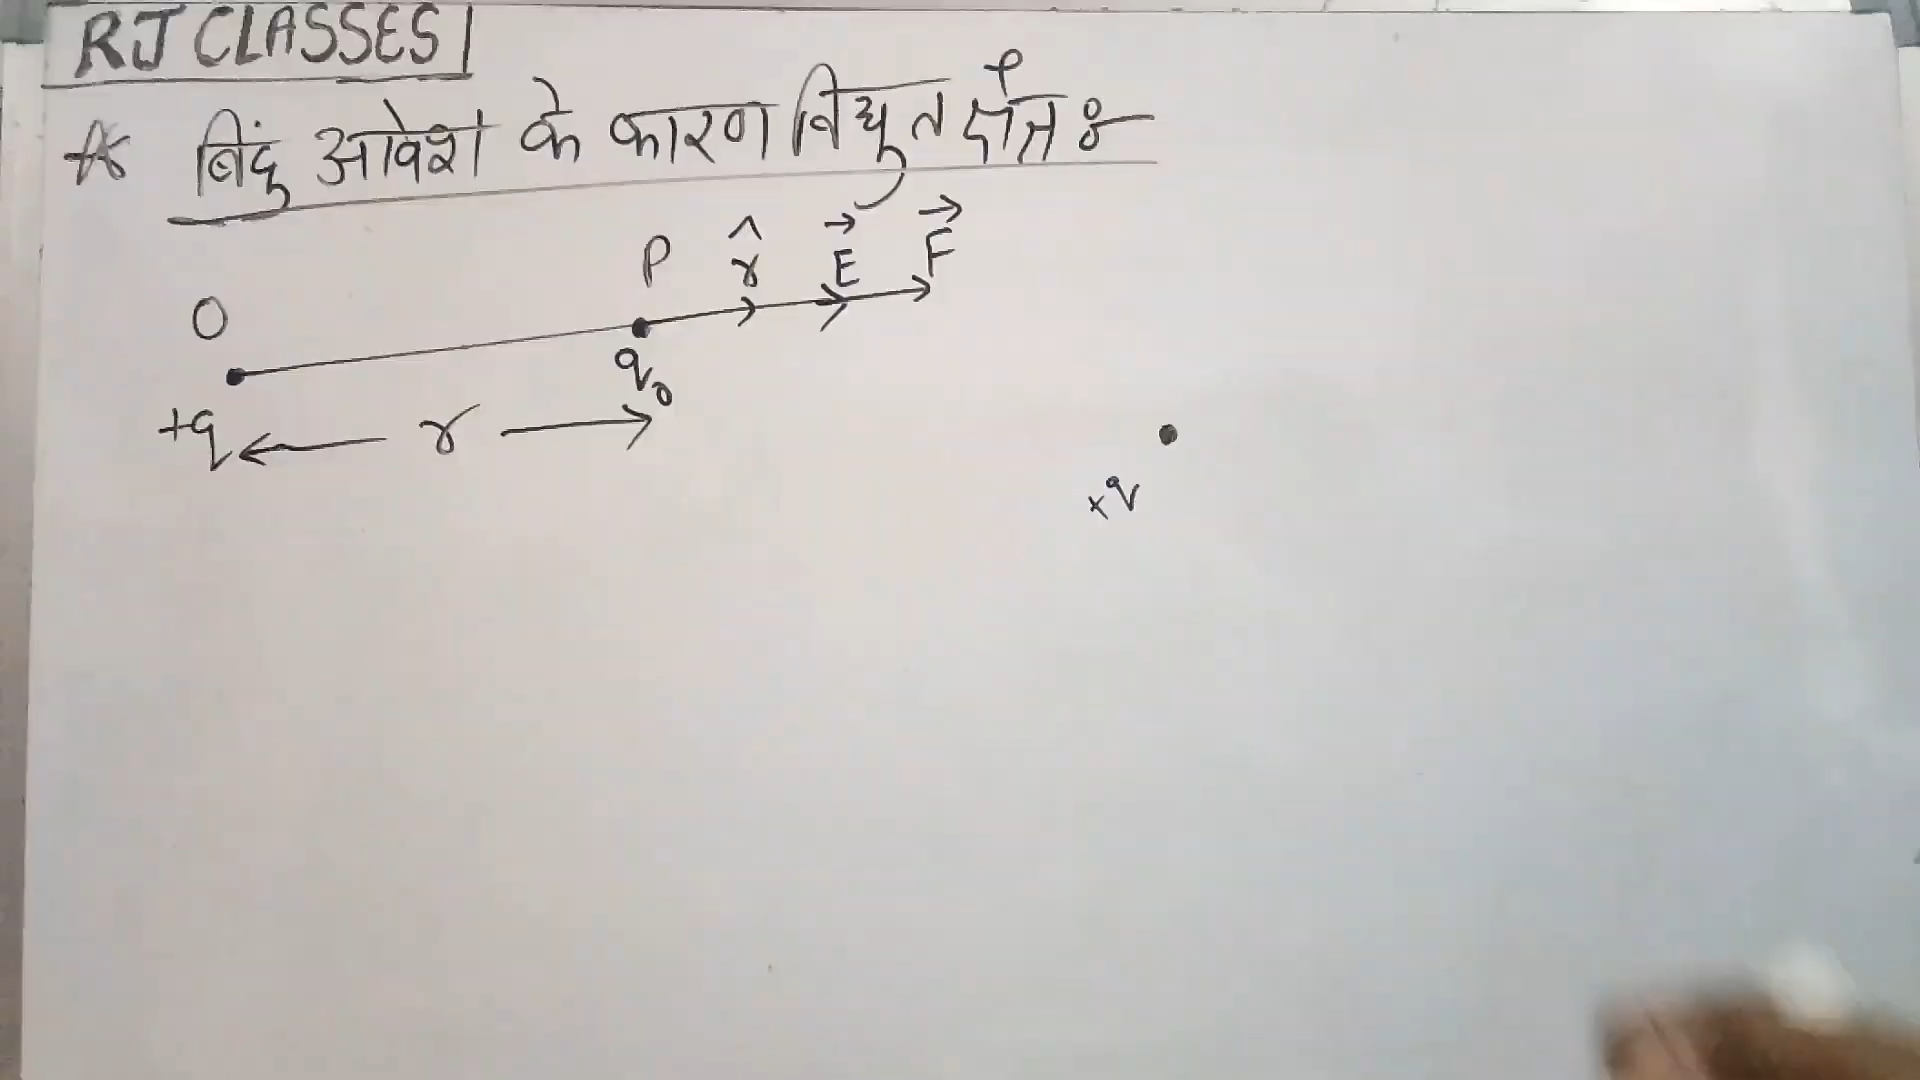 RJ CLASSES
बिंदु आवेश के कारण विद्युत क्षेत्र :-
O P r̂ E⃗ F⃗
+q r q₀
+q